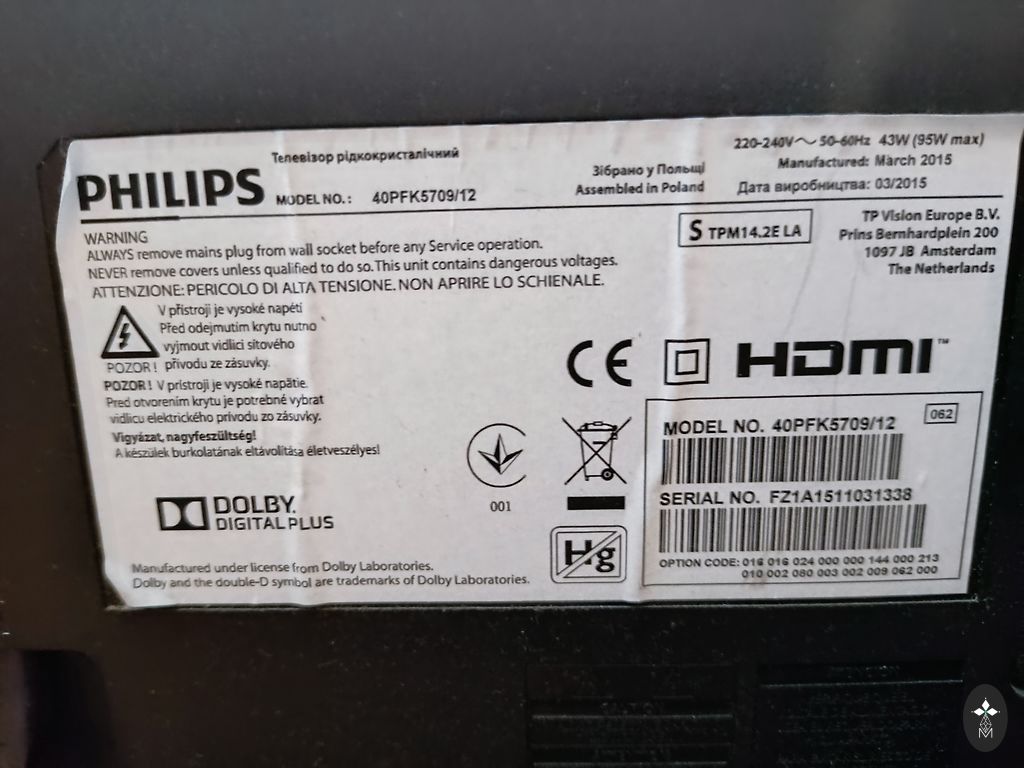 Телевізор рідкокристалічний
PHILIPS MODEL NO.: 40PFK5709/12
Зібрано у Польщі
Assembled in Poland
220-240V~ 50-60Hz 43W (95W max)
Manufactured: March 2015
Дата виробництва: 03/2015
S TPM14.2E LA
TP Vision Europe B.V.
Prins Bernhardplein 200
1097 JB Amsterdam
The Netherlands
WARNING
ALWAYS remove mains plug from wall socket before any Service operation.
NEVER remove covers unless qualified to do so. This unit contains dangerous voltages.
ATTENZIONE: PERICOLO DI ALTA TENSIONE. NON APRIRE LO SCHIENALE.
V přístroji je vysoké napětí
Před odejmutím krytu nutno
vyjmout vidlici síťového
POZOR! přívodu ze zásuvky.
POZOR! V prístroji je vysoké napätie.
Pred otvorením krytu je potrebné vybrat
vidlicu elektrického prívodu zo zásuvky.
Vigyázat, nagyfeszültség!
A készülek burkolatának eltávolítása életveszélyes!
CE HDMI™
001
DOLBY
DIGITAL PLUS
Hg
062
MODEL NO. 40PFK5709/12
SERIAL NO. FZ1A1511031338
OPTION CODE: 016 016 024 000 000 144 000 213
010 002 080 003 002 009 062 000
Manufactured under license from Dolby Laboratories.
Dolby and the double-D symbol are trademarks of Dolby Laboratories.
CAUTION
M